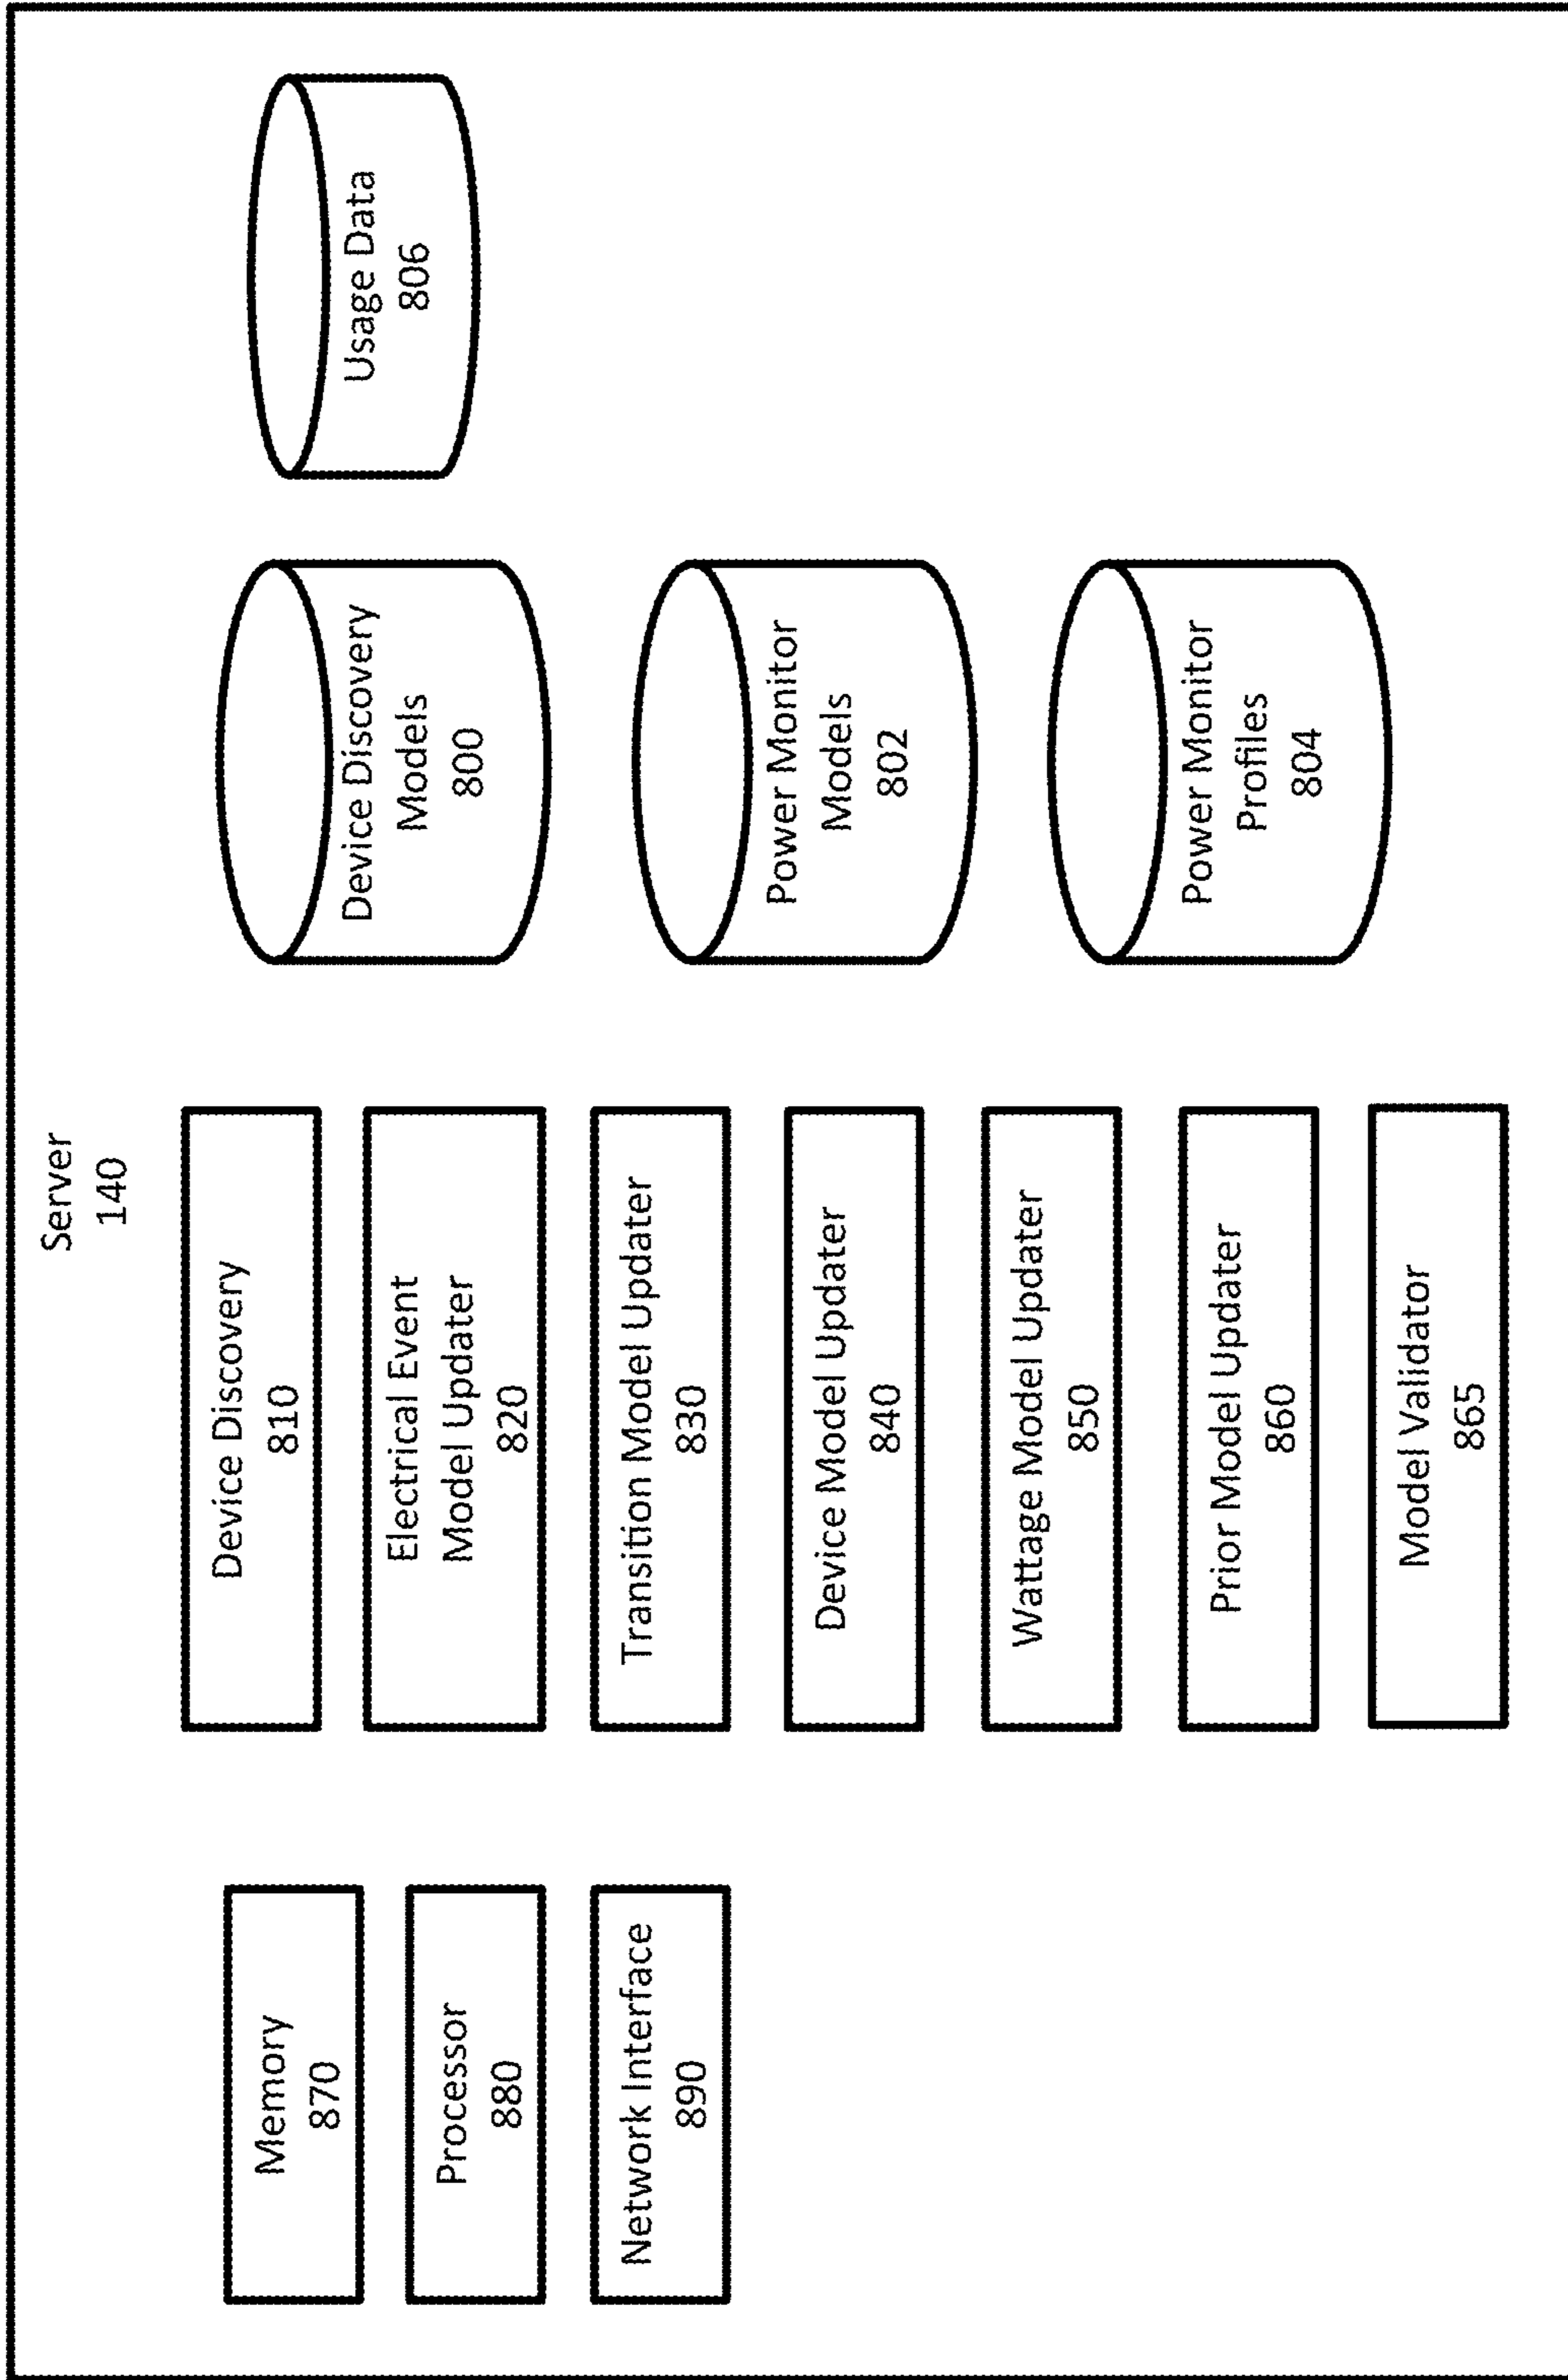 Server
140
Memory
870
Processor
880
Network Interface
890
Device Discovery
810
Electrical Event
Model Updater
820
Transition Model Updater
830
Device Model Updater
840
Wattage Model Updater
850
Prior Model Updater
860
Model Validator
865
Device Discovery
Models
800
Power Monitor
Models
802
Power Monitor
Profiles
804
Usage Data
806